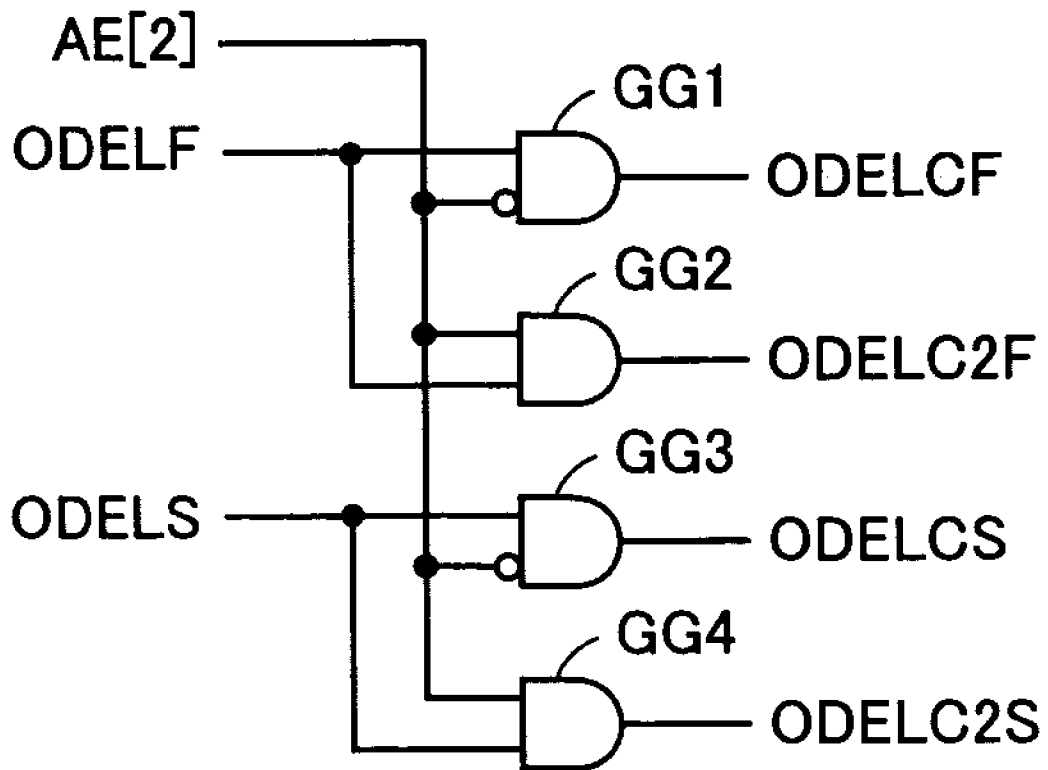 AE[2]
GG1
ODELF
ODELCF
GG2
ODELC2F
GG3
ODELS
ODELCS
GG4
ODELC2S